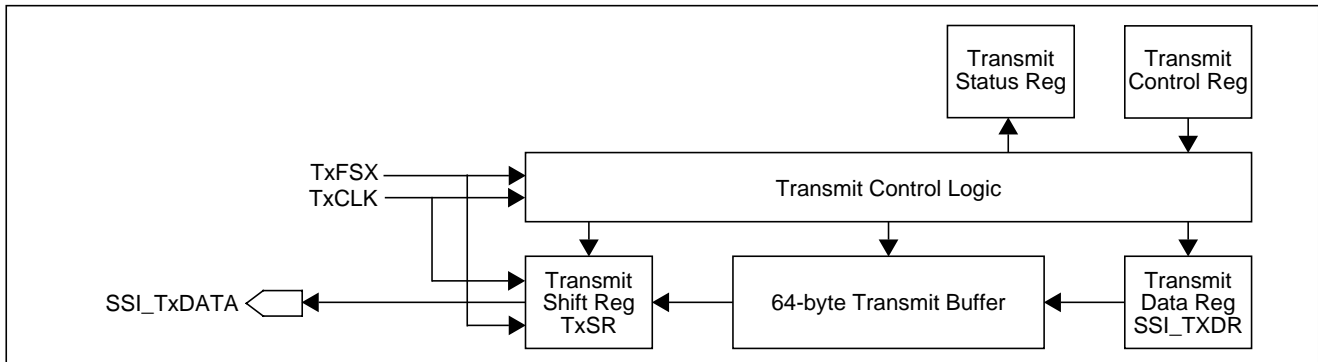 Transmit
Status Reg
Transmit
Control Reg
TxFSX
TxCLK
Transmit Control Logic
SSI_TxDATA
Transmit
Shift Reg
TxSR
64-byte Transmit Buffer
Transmit
Data Reg
SSI_TXDR